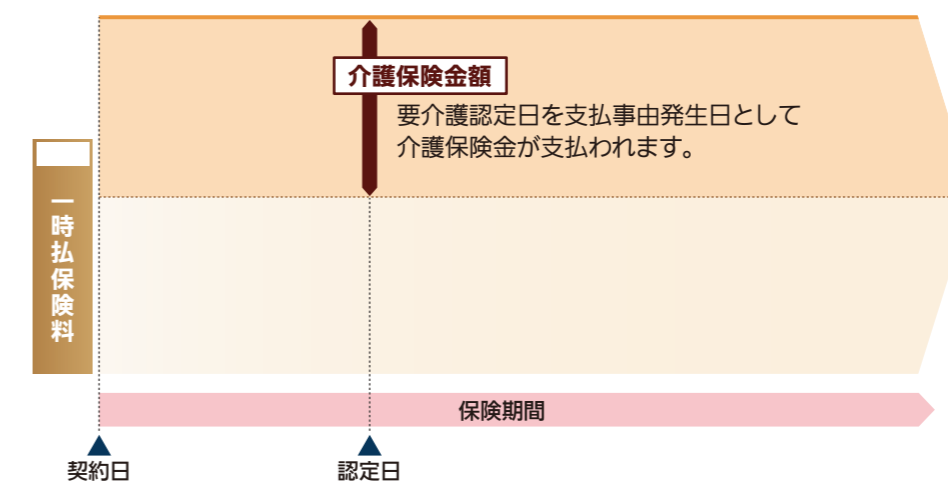 介護保険金額
要介護認定日を支払事由発生日として
介護保険金が支払われます。
一時払保険料
保険期間
契約日
認定日